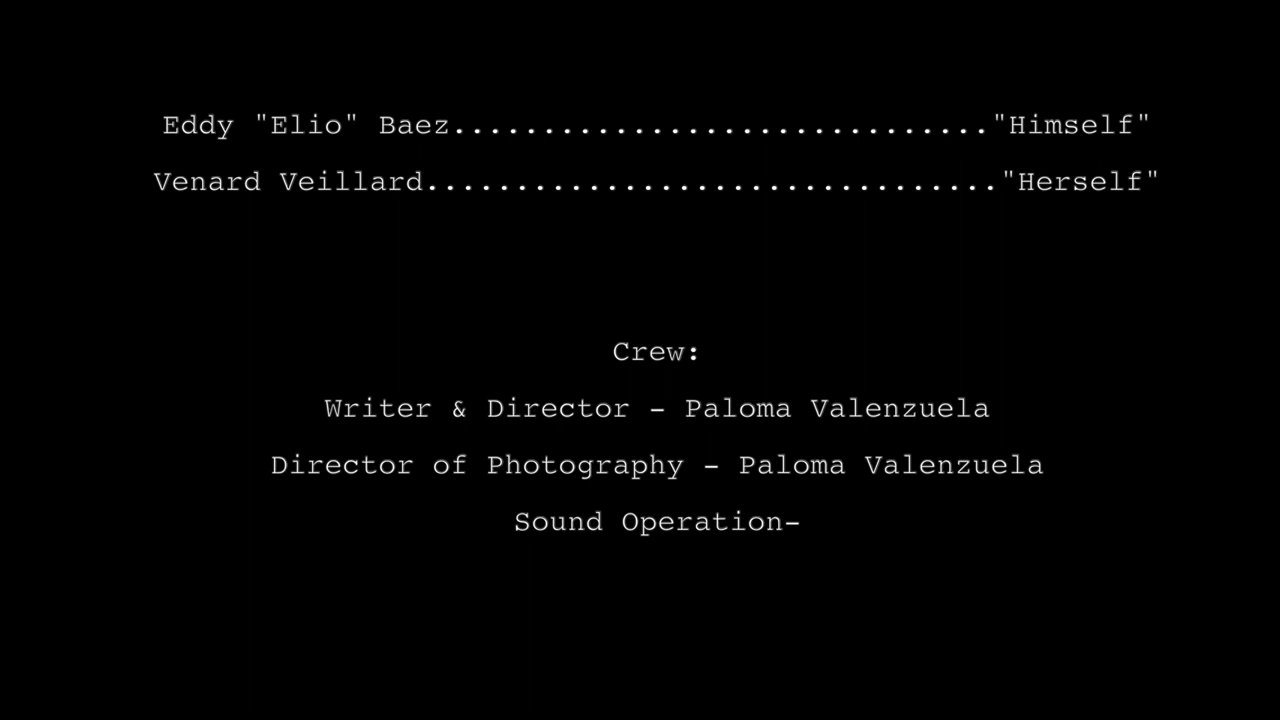 Eddy "Elio" Baez.............................."Himself"
Venard Veillard................................"Herself"
Crew:
Writer & Director - Paloma Valenzuela
Director of Photography - Paloma Valenzuela
Sound Operation-